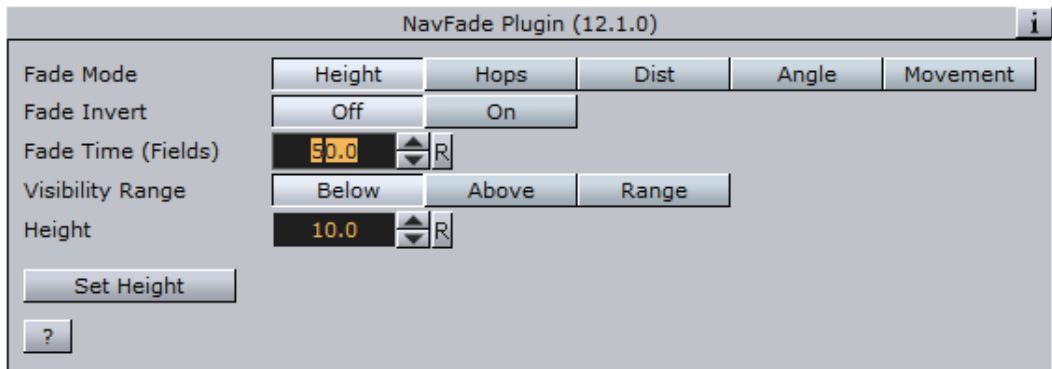 NavFade Plugin (12.1.0) i
Fade Mode Height Hops Dist Angle Movement
Fade Invert Off On
Fade Time (Fields) 50.0 R
Visibility Range Below Above Range
Height 10.0 R
Set Height
?